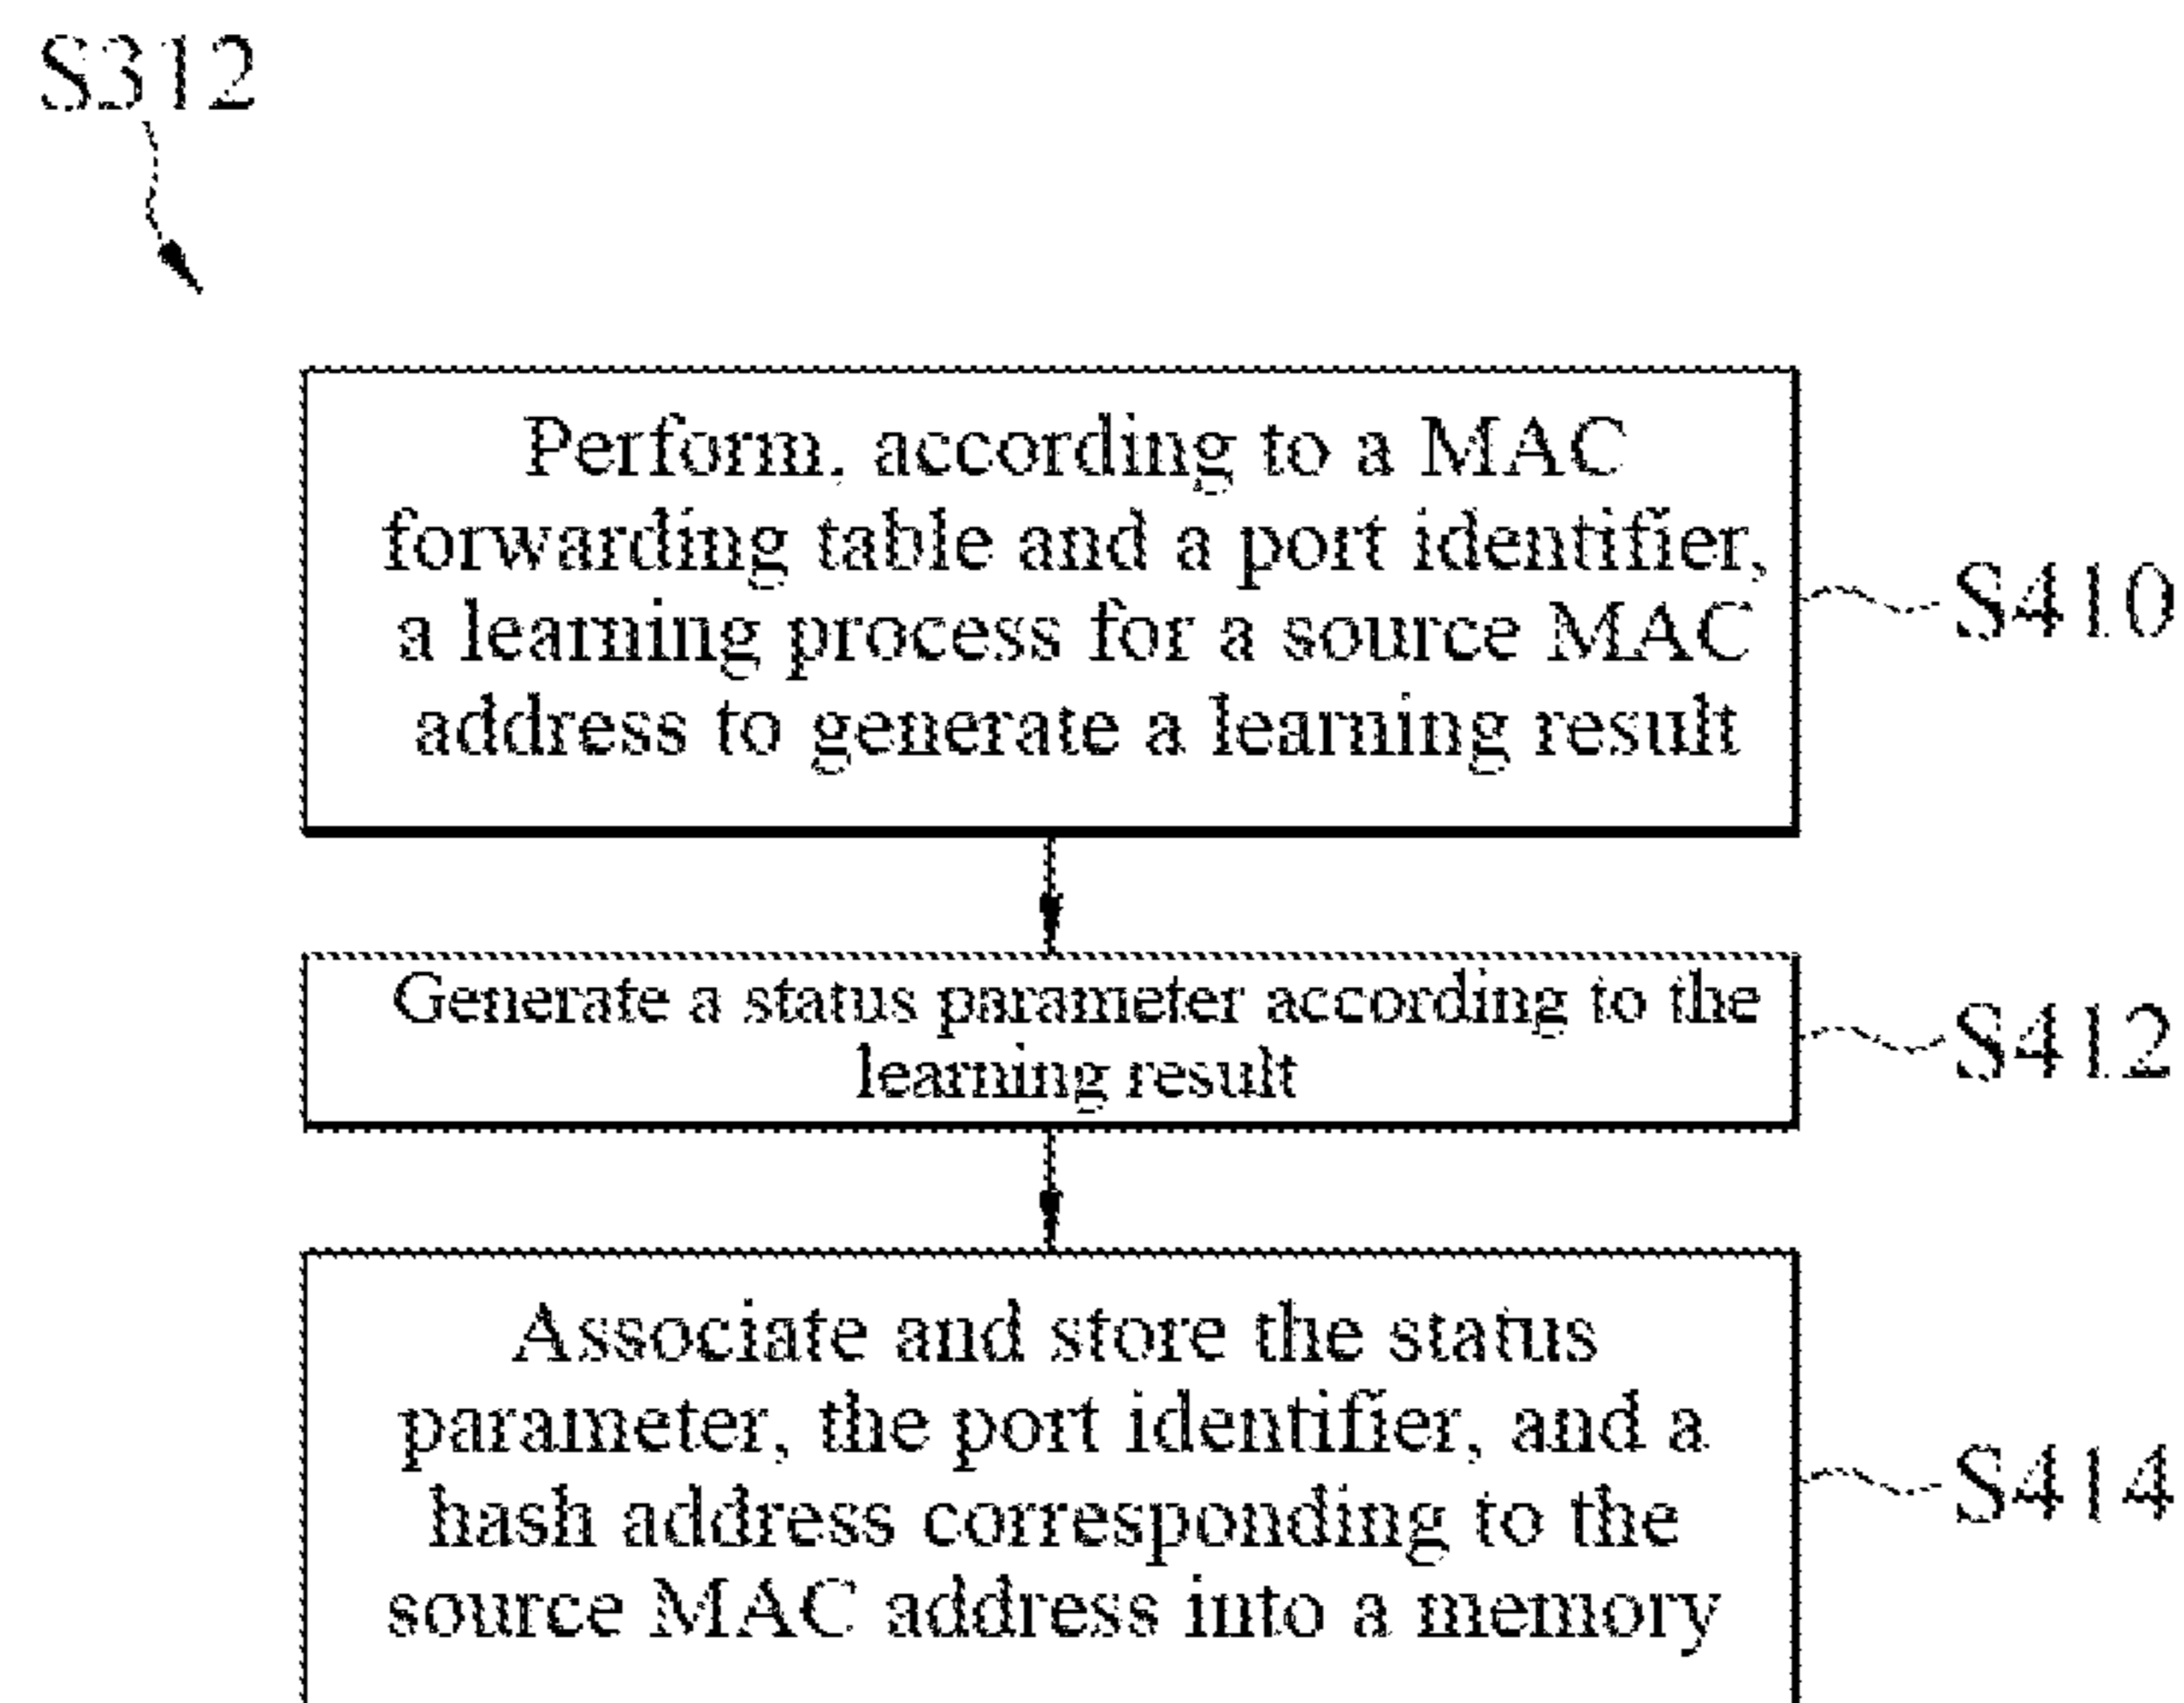 S312
Perform, according to a MAC
forwarding table and a port identifier,
a learning process for a source MAC
address to generate a learning result
S410
Generate a status parameter according to the
learning result
S412
Associate and store the status
parameter, the port identifier, and a
hash address corresponding to the
source MAC address into a memory
S414